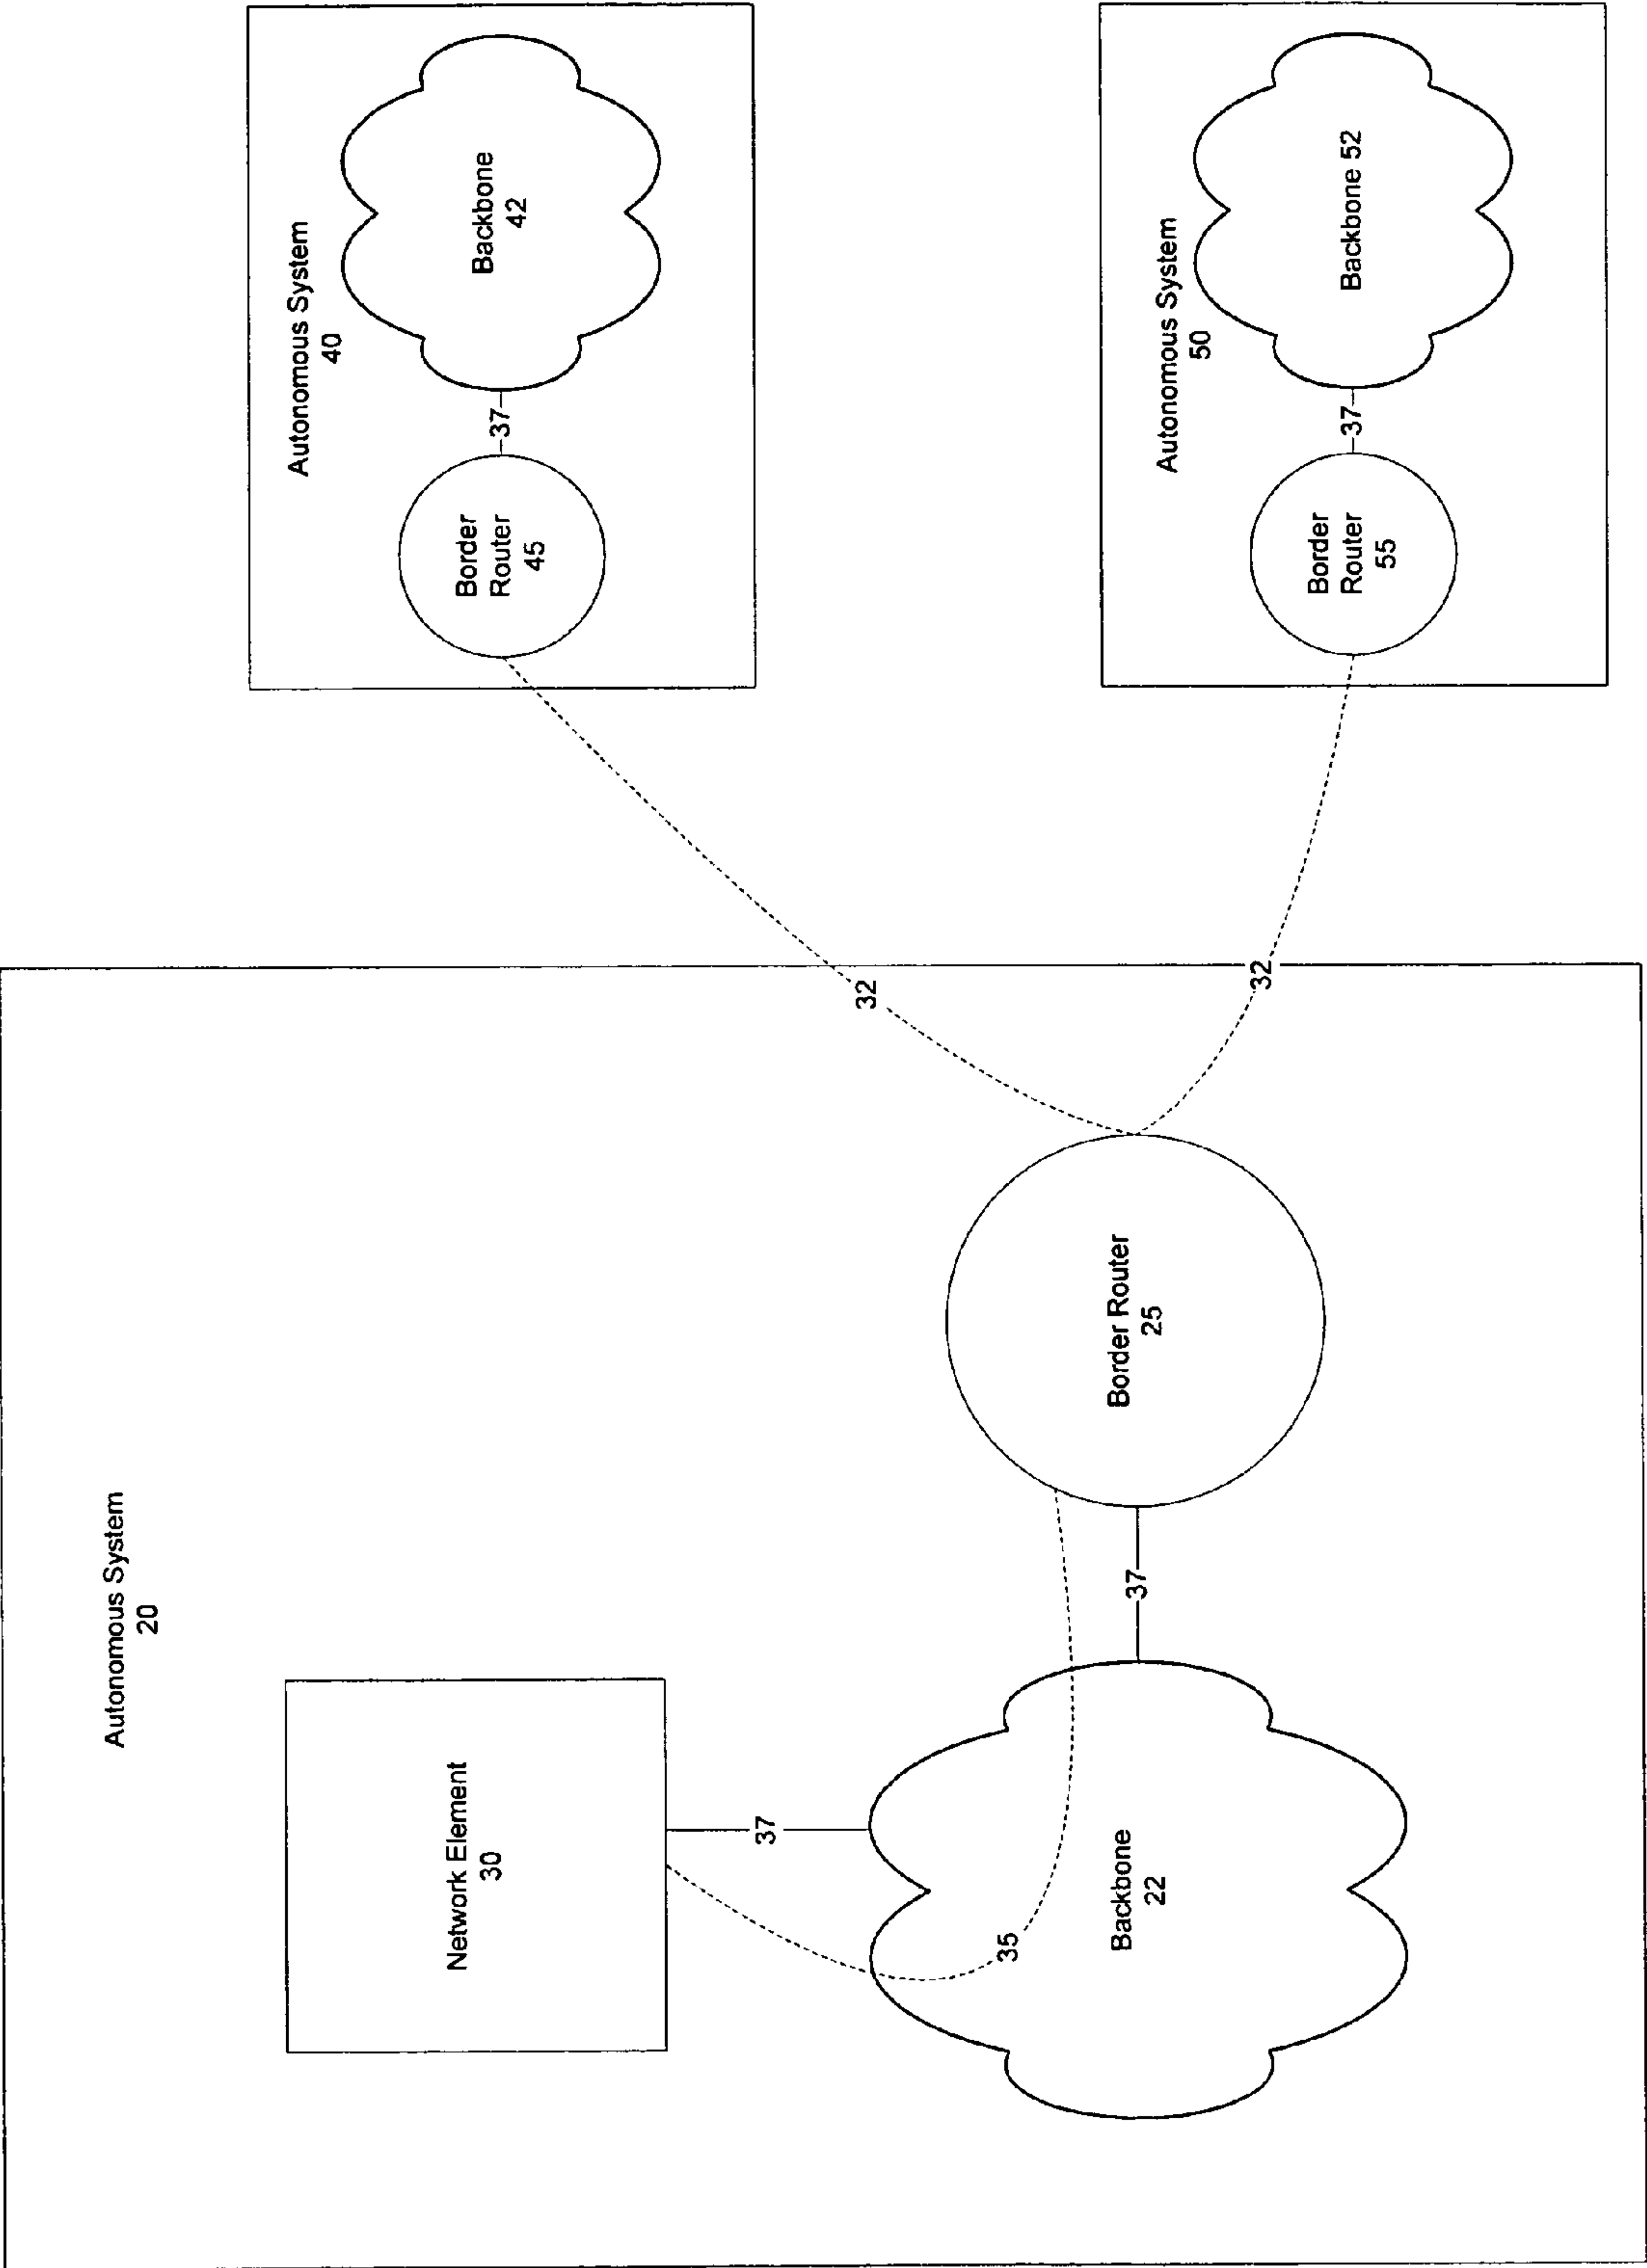 Autonomous System
20
Network Element
30
37
35
Backbone
22
37
Border Router
25
32
32
Autonomous System
40
Border
Router
45
37
Backbone
42
Autonomous System
50
Border
Router
55
37
Backbone 52